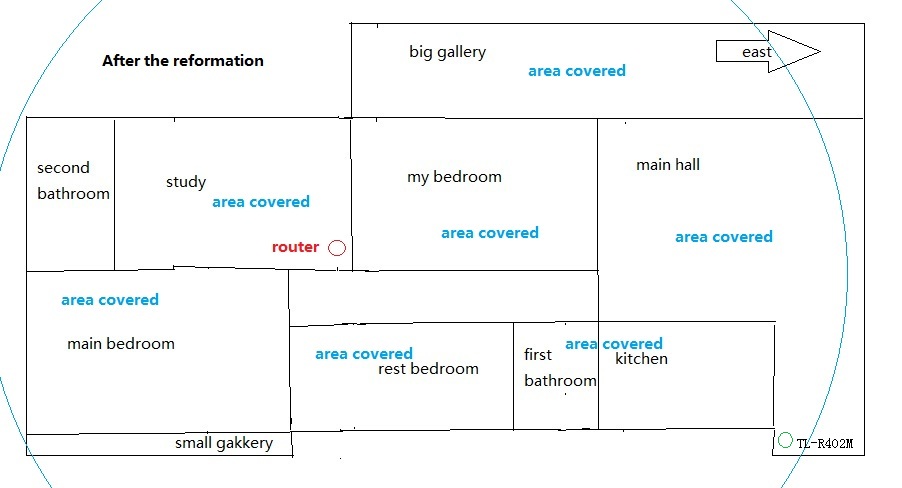 After the reformation
big gallery
east
area covered
second
bathroom
study
area covered
router
my bedroom
area covered
main hall
area covered
area covered
main bedroom
area covered
rest bedroom
first
bathroom
area covered
kitchen
small gakkery
TL-R402M